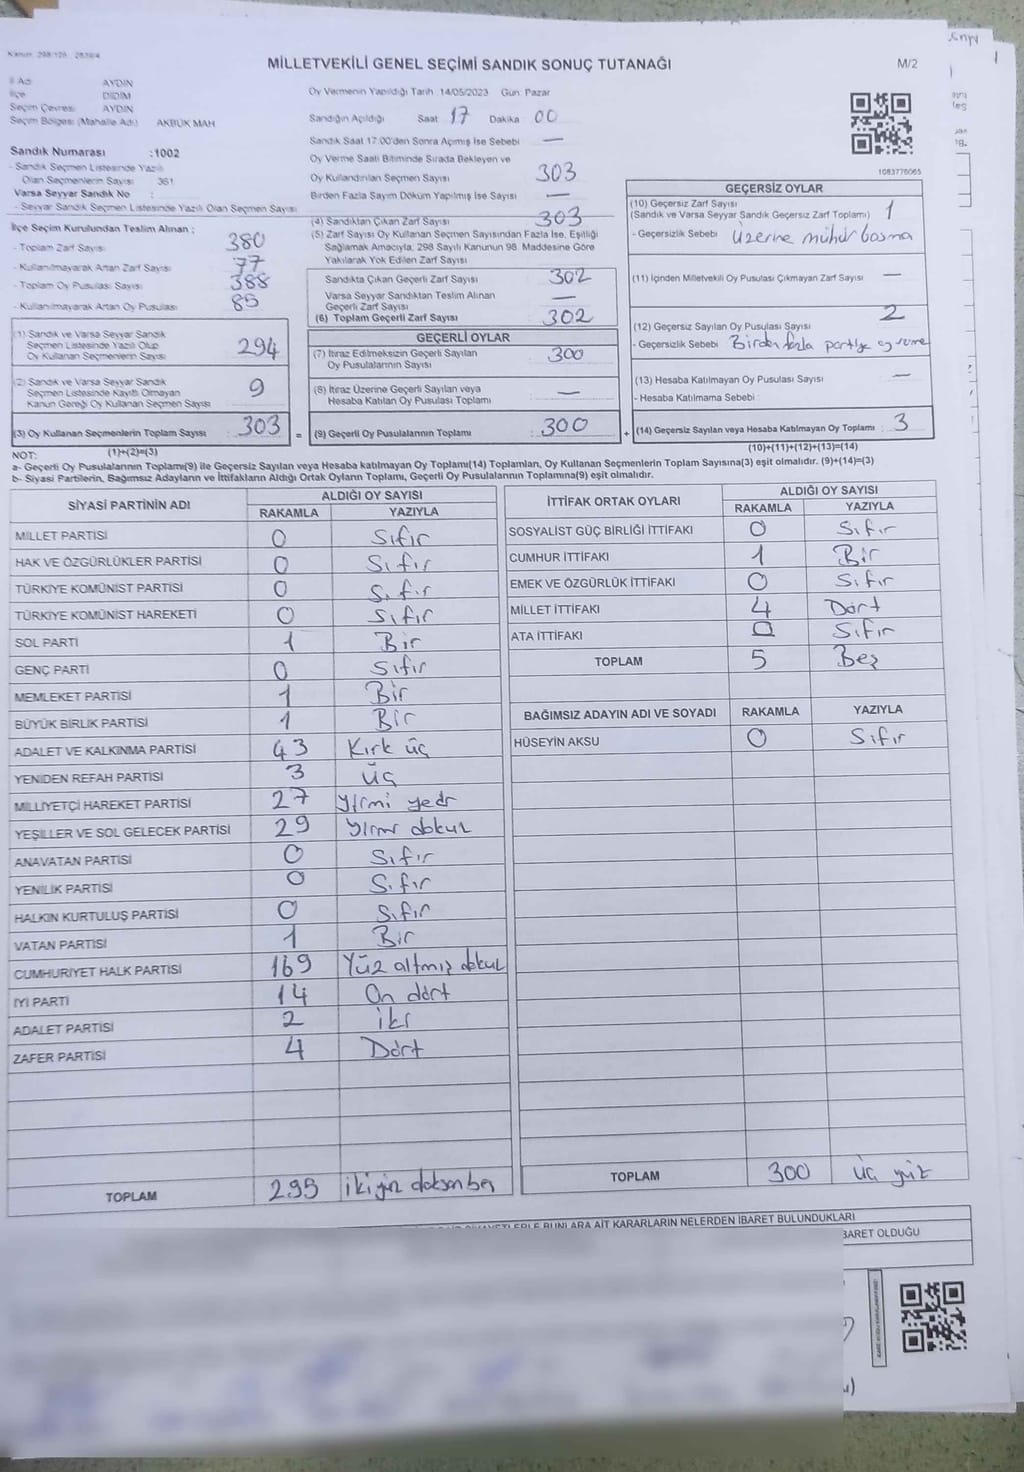 Kanun: 298/129 2839/4
MİLLETVEKİLİ GENEL SEÇİMİ SANDIK SONUÇ TUTANAĞI
M/2
İl Adı AYDIN
İlçe DİDİM
Seçim Çevresi AYDIN
Seçim Bölgesi (Mahalle Adı) AKBÜK MAH
Sandık Numarası :1002
- Sandık Seçmen Listesinde Yazılı
Olan Seçmenlerin Sayısı 361
Varsa Seyyar Sandık No :
- Seyyar Sandık Seçmen Listesinde Yazılı Olan Seçmen Sayısı
Oy Vermenin Yapıldığı Tarih :14/05/2023 Gün: Pazar
Sandığın Açıldığı Saat 17 Dakika 00
Sandık Saat 17.00'den Sonra Açımış İse Sebebi —
Oy Verme Saati Bitiminde Sırada Bekleyen ve
Oy Kullandırılan Seçmen Sayısı 303
Birden Fazla Sayım Döküm Yapılmış İse Sayısı —
1083776065
İlçe Seçim Kurulundan Teslim Alınan ;
- Toplam Zarf Sayısı 380
- Kullanılmayarak Artan Zarf Sayısı 77
- Toplam Oy Pusulası Sayısı 388
- Kullanılmayarak Artan Oy Pusulası 85
(1) Sandık ve Varsa Seyyar Sandık
Seçmen Listesinde Yazılı Olup
Oy Kullanan Seçmenlerin Sayısı 294
(2) Sandık ve Varsa Seyyar Sandık
Seçmen Listesinde Kayıtlı Olmayan
Kanun Gereği Oy Kullanan Seçmen Sayısı 9
(3) Oy Kullanan Seçmenlerin Toplam Sayısı 303
(1)+(2)=(3)
(4) Sandıktan Çıkan Zarf Sayısı 303
(5) Zarf Sayısı Oy Kullanan Seçmen Sayısından Fazla İse, Eşitliği
Sağlamak Amacıyla, 298 Sayılı Kanunun 98. Maddesine Göre
Yakılarak Yok Edilen Zarf Sayısı
Sandıkta Çıkan Geçerli Zarf Sayısı 302
Varsa Seyyar Sandıktan Teslim Alınan
Geçerli Zarf Sayısı —
(6) Toplam Geçerli Zarf Sayısı 302
GEÇERLİ OYLAR
(7) İtiraz Edilmeksizin Geçerli Sayılan
Oy Pusulalarının Sayısı 300
(8) İtiraz Üzerine Geçerli Sayılan veya
Hesaba Katılan Oy Pusulası Toplamı —
= (9) Geçerli Oy Pusulalarının Toplamı : 300
GEÇERSİZ OYLAR
(10) Geçersiz Zarf Sayısı
(Sandık ve Varsa Seyyar Sandık Geçersiz Zarf Toplamı) 1
- Geçersizlik Sebebi Üzerine mühür basma
(11) İçinden Milletvekili Oy Pusulası Çıkmayan Zarf Sayısı —
(12) Geçersiz Sayılan Oy Pusulası Sayısı 2
- Geçersizlik Sebebi Birden fazla partiye oy verme
(13) Hesaba Katılmayan Oy Pusulası Sayısı —
- Hesaba Katılmama Sebebi :
+ (14) Geçersiz Sayılan veya Hesaba Katılmayan Oy Toplamı : 3
(10)+(11)+(12)+(13)=(14)
NOT:
a- Geçerli Oy Pusulalarının Toplamı(9) ile Geçersiz Sayılan veya Hesaba katılmayan Oy Toplamı(14) Toplamları, Oy Kullanan Seçmenlerin Toplam Sayısına(3) eşit olmalıdır. (9)+(14)=(3)
b- Siyasi Partilerin, Bağımsız Adayların ve İttifakların Aldığı Ortak Oyların Toplamı, Geçerli Oy Pusulalarının Toplamına(9) eşit olmalıdır.
SİYASİ PARTİNİN ADI ALDIĞI OY SAYISI
RAKAMLA YAZIYLA
MİLLET PARTİSİ 0 Sıfır
HAK VE ÖZGÜRLÜKLER PARTİSİ 0 Sıfır
TÜRKİYE KOMÜNİST PARTİSİ 0 Sıfır
TÜRKİYE KOMÜNİST HAREKETİ 0 Sıfır
SOL PARTİ 1 Bir
GENÇ PARTİ 0 Sıfır
MEMLEKET PARTİSİ 1 Bir
BÜYÜK BİRLİK PARTİSİ 1 Bir
ADALET VE KALKINMA PARTİSİ 43 Kırk üç
YENİDEN REFAH PARTİSİ 3 üç
MİLLİYETÇİ HAREKET PARTİSİ 27 Yirmi yedi
YEŞİLLER VE SOL GELECEK PARTİSİ 29 Yirmi dokuz
ANAVATAN PARTİSİ 0 Sıfır
YENİLİK PARTİSİ 0 Sıfır
HALKIN KURTULUŞ PARTİSİ 0 Sıfır
VATAN PARTİSİ 1 Bir
CUMHURİYET HALK PARTİSİ 169 Yüz altmış dokuz
İYİ PARTİ 14 On dört
ADALET PARTİSİ 2 iki
ZAFER PARTİSİ 4 Dört
TOPLAM 295 iki yüz doksan beş
İTTİFAK ORTAK OYLARI ALDIĞI OY SAYISI
RAKAMLA YAZIYLA
SOSYALİST GÜÇ BİRLİĞİ İTTİFAKI 0 Sıfır
CUMHUR İTTİFAKI 1 Bir
EMEK VE ÖZGÜRLÜK İTTİFAKI 0 Sıfır
MİLLET İTTİFAKI 4 Dört
ATA İTTİFAKI 0 Sıfır
TOPLAM 5 Beş
BAĞIMSIZ ADAYIN ADI VE SOYADI RAKAMLA YAZIYLA
HÜSEYİN AKSU 0 Sıfır
TOPLAM 300 üç yüz
BUNLARA AİT KARARLARIN NELERDEN İBARET BULUNDUKLARI
BARET OLDUĞU